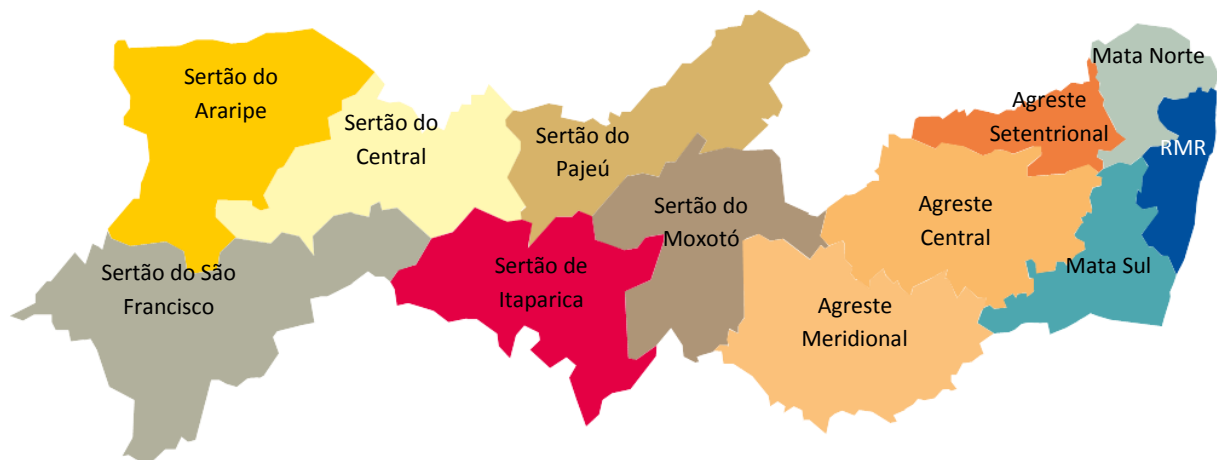 Sertão do
Araripe
Sertão do
Central
Sertão do
Pajeú
Sertão do São
Francisco
Sertão de
Itaparica
Sertão do
Moxotó
Agreste
Central
Agreste
Meridional
Agreste
Setentrional
Mata Norte
RMR
Mata Sul